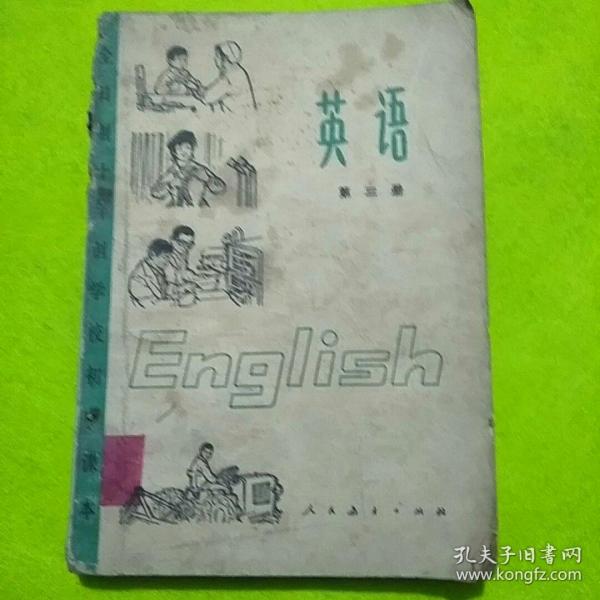 全日制十年制学校初中课本
英语
第三册
English
人民教育出版社
孔夫子旧书网
www.kongfz.com